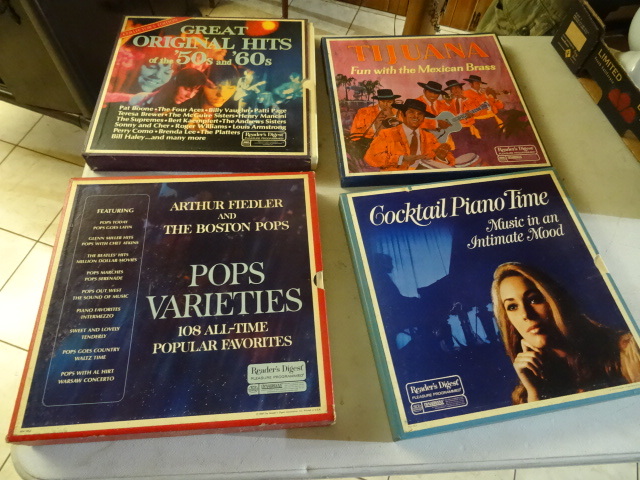 GREAT
ORIGINAL HITS
of the '50s and '60s
Pat Boone • The Four Aces • Billy Vaughn • Patti Page
Teresa Brewer • The McGuire Sisters • Henry Mancini
The Supremes • Bert Kaempfert • The Andrews Sisters
Sonny and Cher • Roger Williams • Louis Armstrong
Perry Como • Brenda Lee • The Platters
Bill Haley...and many more
Reader's Digest
TIJUANA
Fun with the Mexican Brass
Reader's Digest
FEATURING
POPS TODAY
POPS GOES LATIN
GLENN MILLER HITS
POPS WITH CHET ATKINS
THE BEATLES' HITS
MILLION DOLLAR MOVIES
POPS MARCHES
POPS SERENADE
POPS OUT WEST
THE SOUND OF MUSIC
PIANO FAVORITES
INTERMEZZO
SWEET AND LOVELY
TENDERLY
POPS GOES COUNTRY
WALTZ TIME
POPS WITH AL HIRT
WARSAW CONCERTO
ARTHUR FIEDLER
AND
THE BOSTON POPS
POPS
VARIETIES
108 ALL-TIME
POPULAR FAVORITES
Reader's Digest
PLEASURE PROGRAMMED
Cocktail Piano Time
Music in an
Intimate Mood
Reader's Digest
PLEASURE PROGRAMMED
LIMITED